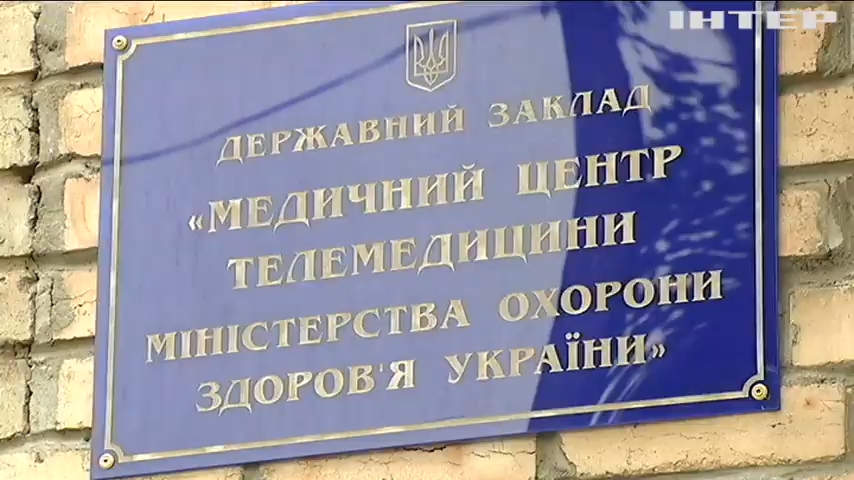 ІНТЕР
ДЕРЖАВНИЙ ЗАКЛАД
«МЕДИЧНИЙ ЦЕНТР
ТЕЛЕМЕДИЦИНИ
МІНІСТЕРСТВА ОХОРОНИ
ЗДОРОВ'Я УКРАЇНИ»